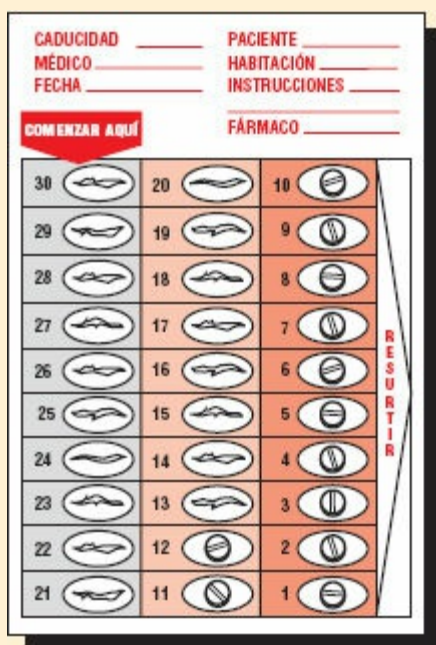 CADUCIDAD PACIENTE
MÉDICO HABITACIÓN
FECHA INSTRUCCIONES
COMENZAR AQUÍ FÁRMACO
30 20 10
29 19 9
28 18 8
27 17 7
26 16 6
25 15 5
24 14 4
23 13 3
22 12 2
21 11 1
RESURTIR